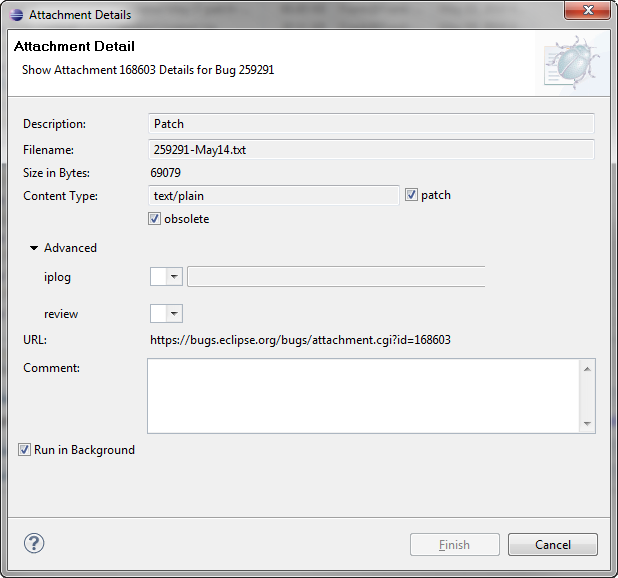 Attachment Details
Attachment Detail
Show Attachment 168603 Details for Bug 259291
Description: Patch
Filename: 259291-May14.txt
Size in Bytes: 69079
Content Type: text/plain patch
obsolete
Advanced
iplog
review
URL: https://bugs.eclipse.org/bugs/attachment.cgi?id=168603
Comment:
Run in Background
? Finish Cancel